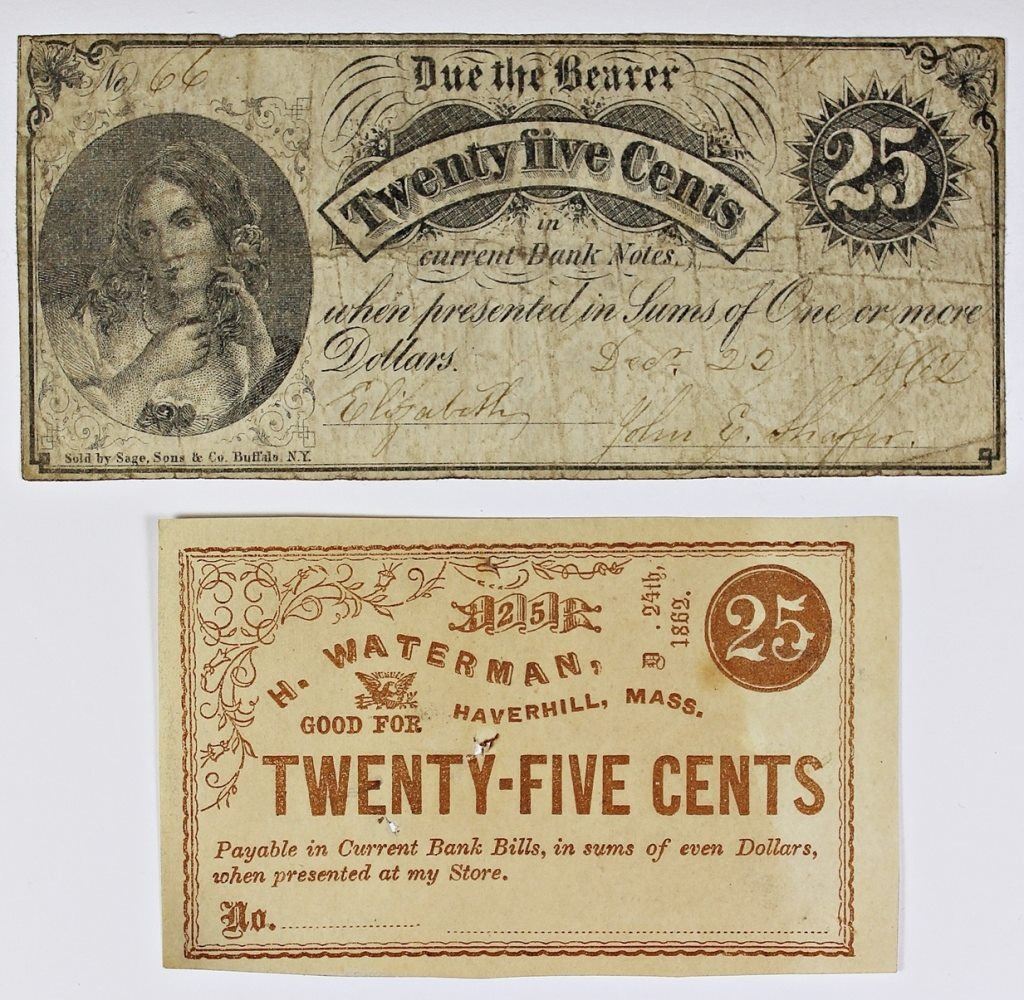 No 66
Due the Bearer
Twenty five Cents
25
in
current Bank Notes.
when presented in Sums of One or more
Dollars. Decr. 22 1862
Elizabeth John E. Shaffer.
Sold by Sage, Sons & Co. Buffalo, N.Y.
25
24th,
1862.
25
H. WATERMAN,
HAVERHILL, MASS.
GOOD FOR
TWENTY-FIVE CENTS
Payable in Current Bank Bills, in sums of even Dollars,
when presented at my Store.
No.